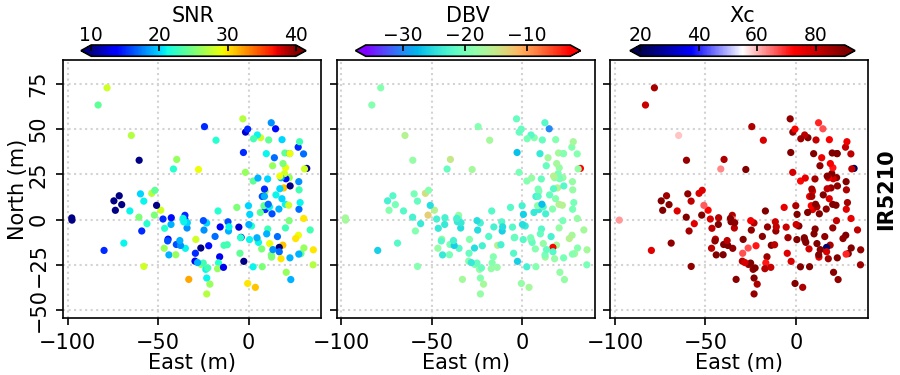 SNR DBV Xc
10 20 30 40 −30 −20 −10 20 40 60 80
75
50
25
0
−25
−50
North (m)
IR5210
−100 −50 0 −100 −50 0 −100 −50 0
East (m) East (m) East (m)